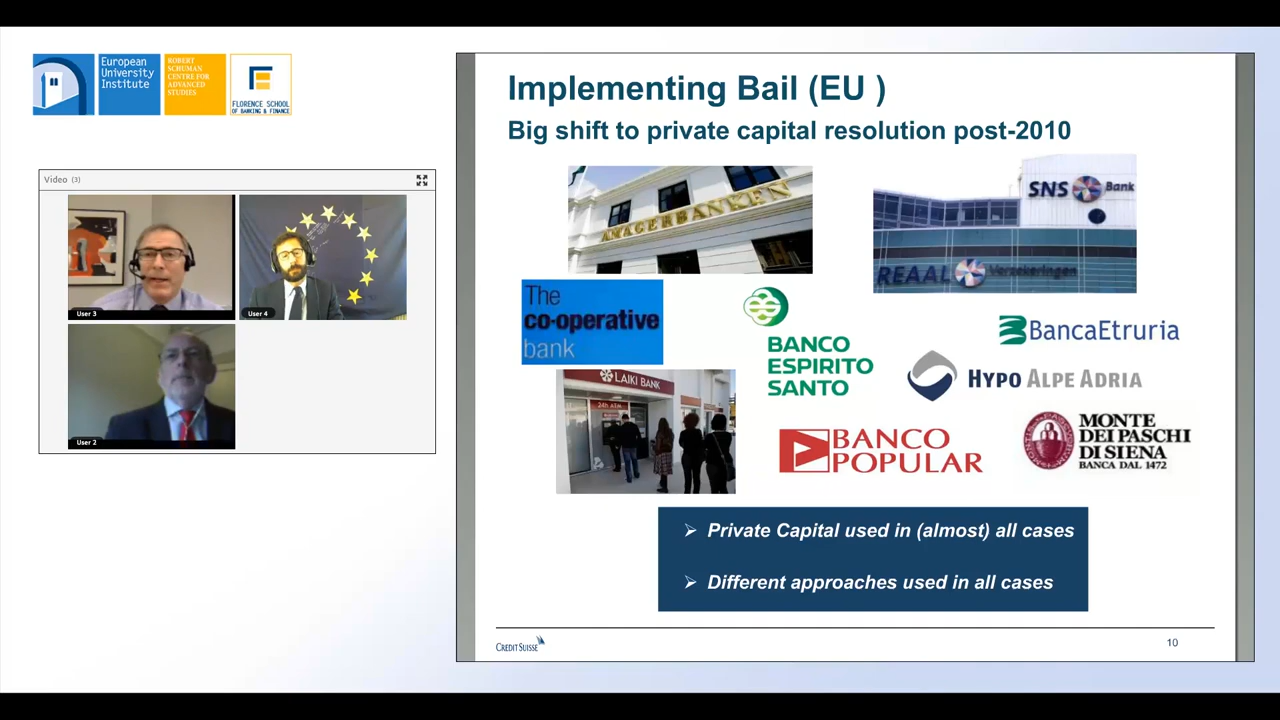 European
University
Institute
ROBERT
SCHUMAN
CENTRE FOR
ADVANCED
STUDIES
FLORENCE SCHOOL
OF BANKING & FINANCE
Video (3)
User 3
User 4
User 2
Implementing Bail (EU )
Big shift to private capital resolution post-2010
AMAGERBANKEN
SNS Bank
REAAL Verzekeringen
The
co-operative
bank
BANCO
ESPIRITO
SANTO
BancaEtruria
HYPO ALPE ADRIA
LAIKI BANK
24h ATM
BANCO
POPULAR
MONTE
DEI PASCHI
DI SIENA
BANCA DAL 1472
➢ Private Capital used in (almost) all cases
➢ Different approaches used in all cases
CREDIT SUISSE
10